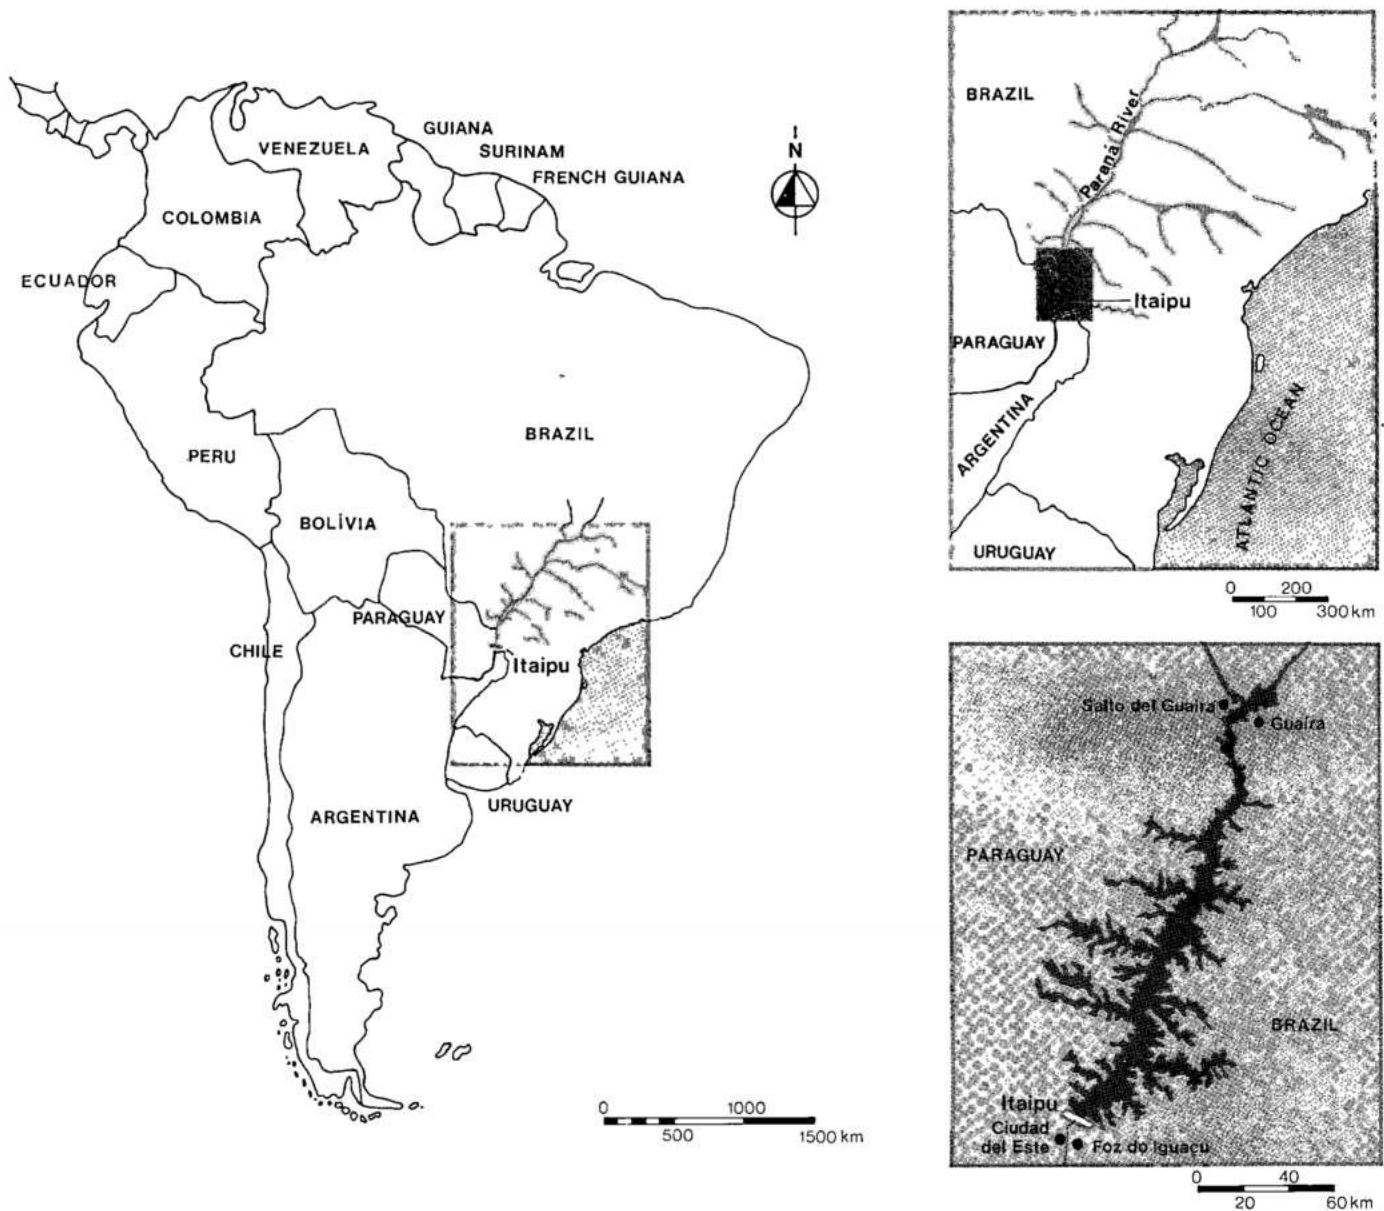 GUIANA
SURINAM
FRENCH GUIANA
VENEZUELA
COLOMBIA
ECUADOR
N
BRAZIL
PERU
BOLÍVIA
PARAGUAY
CHILE
Itaipu
ARGENTINA
URUGUAY
0 1000
500 1500 km
BRAZIL
Paraná River
Itaipu
PARAGUAY
ARGENTINA
ATLANTIC OCEAN
URUGUAY
0 200
100 300 km
Salto del Guaira
Guaíra
PARAGUAY
BRAZIL
Itaipu
Ciudad
del Este
Foz do Iguaçu
0 40
20 60 km